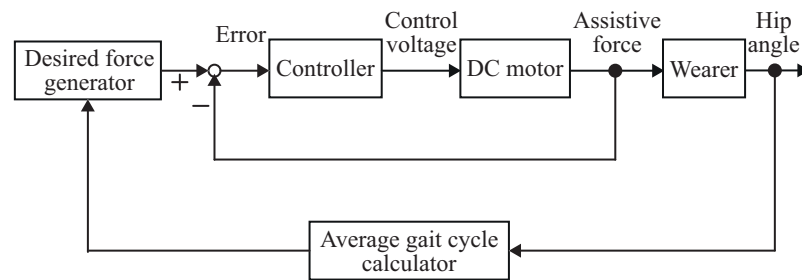 Desired force
generator
+
−
Error
Controller
Control
voltage
DC motor
Assistive
force
Wearer
Hip
angle
Average gait cycle
calculator